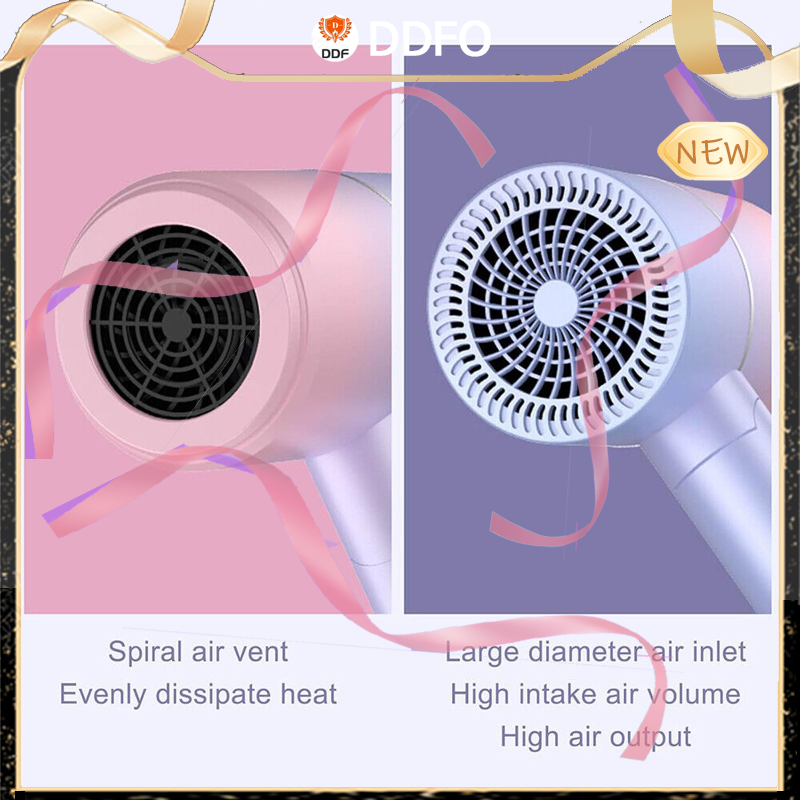 D
DDF
DDFO
NEW
Spiral air vent
Evenly dissipate heat
Large diameter air inlet
High intake air volume
High air output